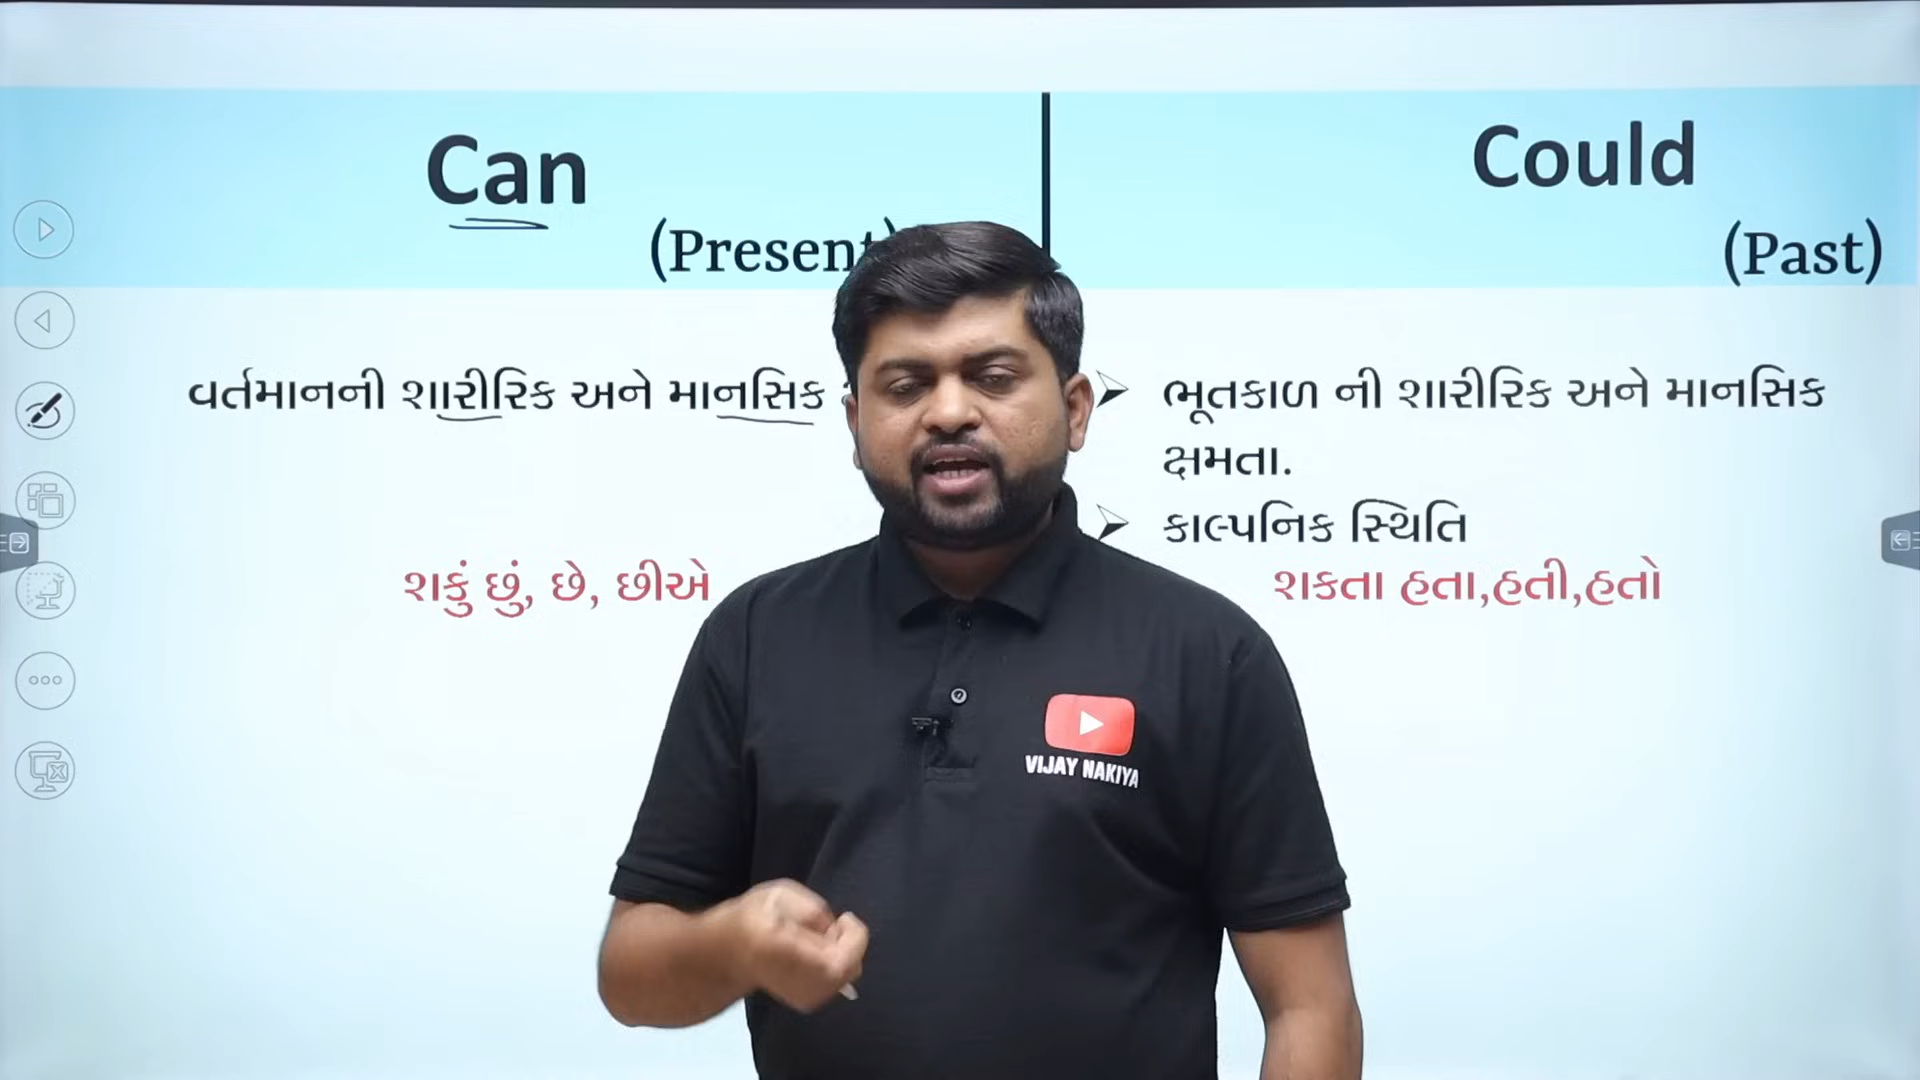 Can
Could
(Present)
(Past)
વર્તમાનની શારીરિક અને માનસિક
ભૂતકાળ ની શારીરિક અને માનસિક
ક્ષમતા.
કાલ્પનિક સ્થિતિ
શકું છું, છે, છીએ
શકતા હતા,હતી,હતો
VIJAY NAKIYA